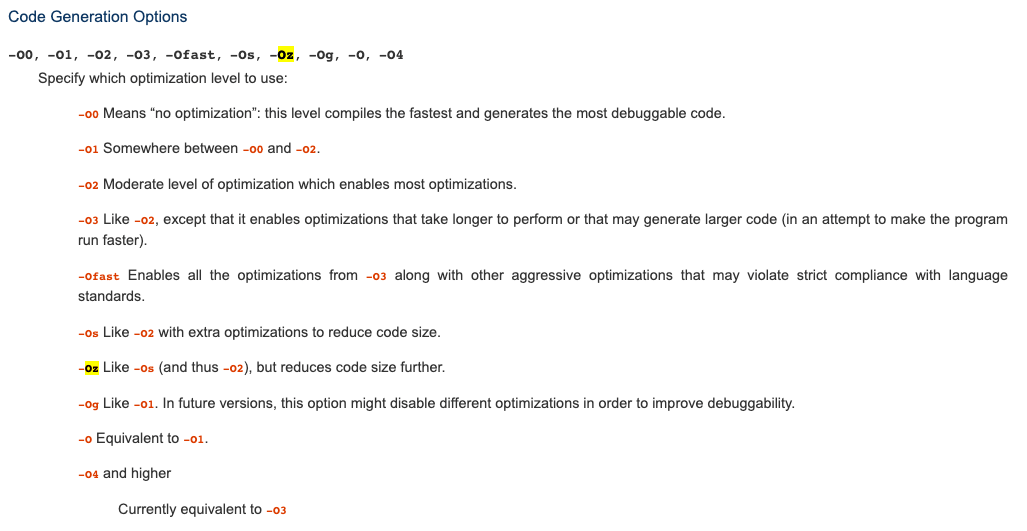 Code Generation Options
-O0, -O1, -O2, -O3, -Ofast, -Os, -Oz, -Og, -O, -O4
Specify which optimization level to use:
-O0 Means “no optimization”: this level compiles the fastest and generates the most debuggable code.
-O1 Somewhere between -O0 and -O2.
-O2 Moderate level of optimization which enables most optimizations.
-O3 Like -O2, except that it enables optimizations that take longer to perform or that may generate larger code (in an attempt to make the program
run faster).
-Ofast Enables all the optimizations from -O3 along with other aggressive optimizations that may violate strict compliance with language
standards.
-Os Like -O2 with extra optimizations to reduce code size.
-Oz Like -Os (and thus -O2), but reduces code size further.
-Og Like -O1. In future versions, this option might disable different optimizations in order to improve debuggability.
-O Equivalent to -O1.
-O4 and higher
Currently equivalent to -O3